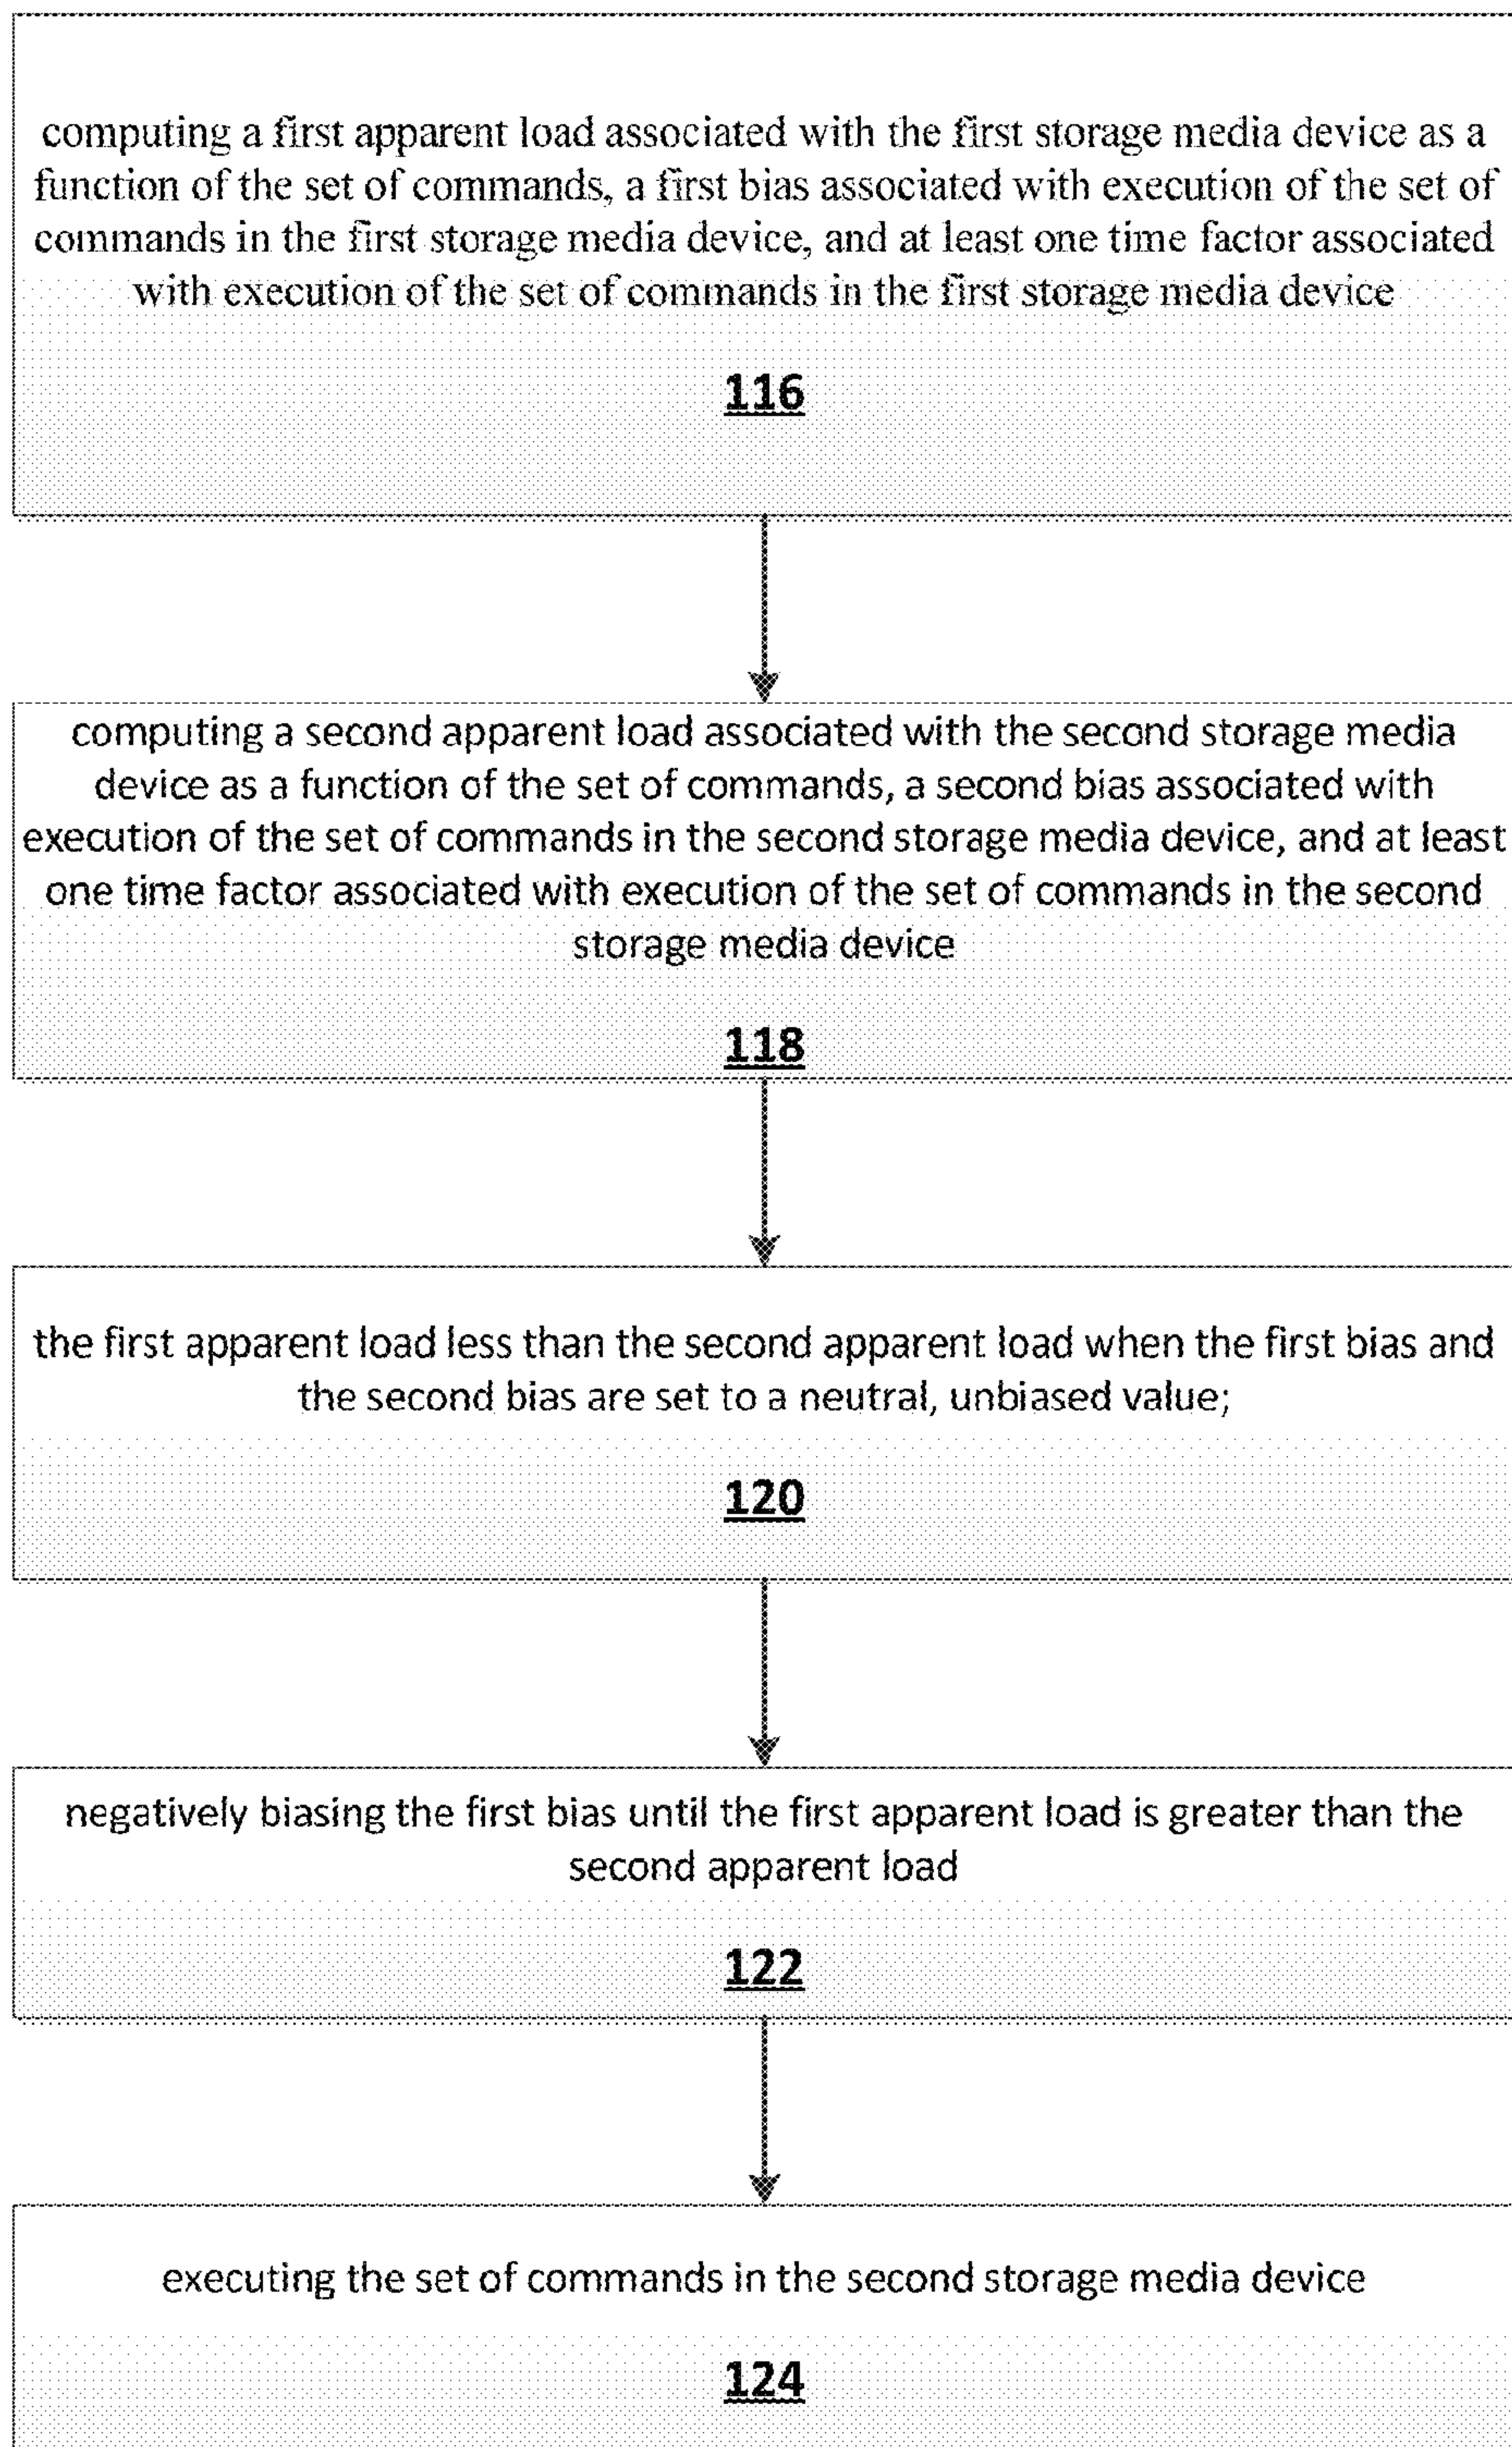 computing a first apparent load associated with the first storage media device as a
function of the set of commands, a first bias associated with execution of the set of
commands in the first storage media device, and at least one time factor associated
with execution of the set of commands in the first storage media device
116
computing a second apparent load associated with the second storage media
device as a function of the set of commands, a second bias associated with
execution of the set of commands in the second storage media device, and at least
one time factor associated with execution of the set of commands in the second
storage media device
118
the first apparent load less than the second apparent load when the first bias and
the second bias are set to a neutral, unbiased value;
120
negatively biasing the first bias until the first apparent load is greater than the
second apparent load
122
executing the set of commands in the second storage media device
124